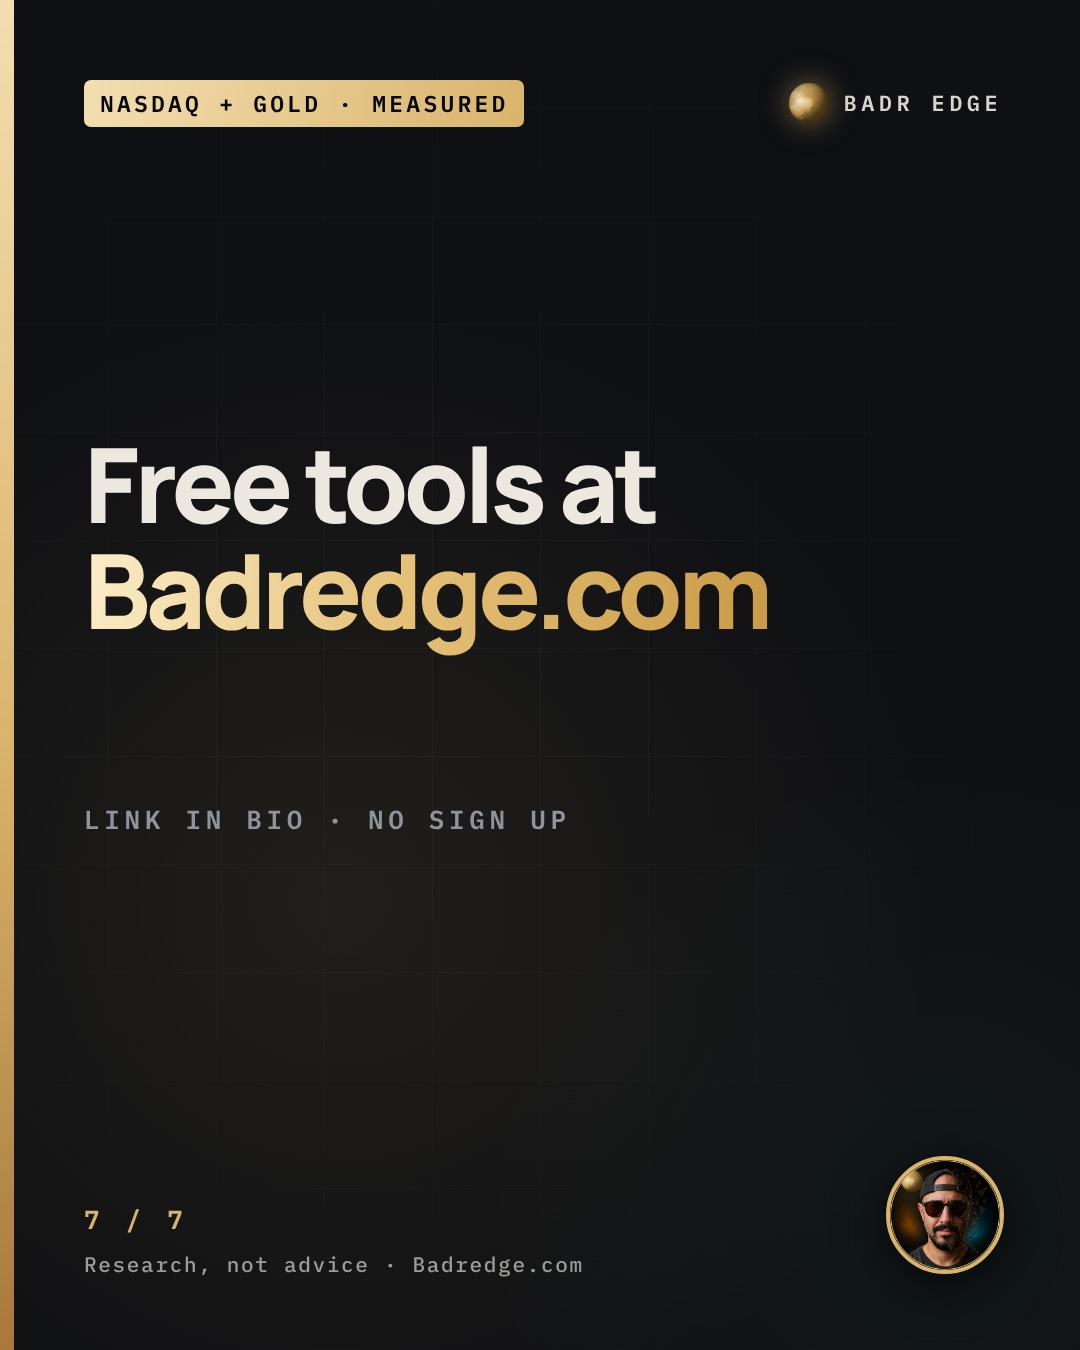 NASDAQ + GOLD · MEASURED
BADR EDGE
Free tools at
Badredge.com
LINK IN BIO · NO SIGN UP
7 / 7
Research, not advice · Badredge.com